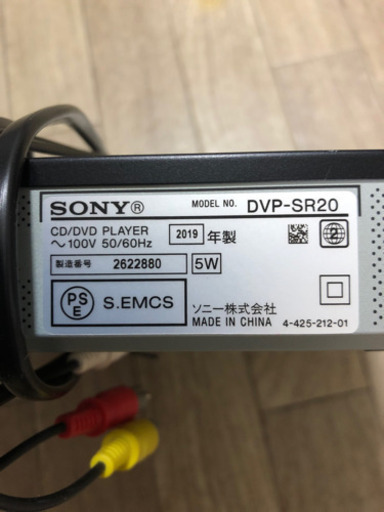 SONY® MODEL NO. DVP-SR20
CD/DVD PLAYER
～100V 50/60Hz 2019 年製
製造番号 2622880 5W
PS
E S.EMCS
ソニー株式会社
MADE IN CHINA 4-425-212-01